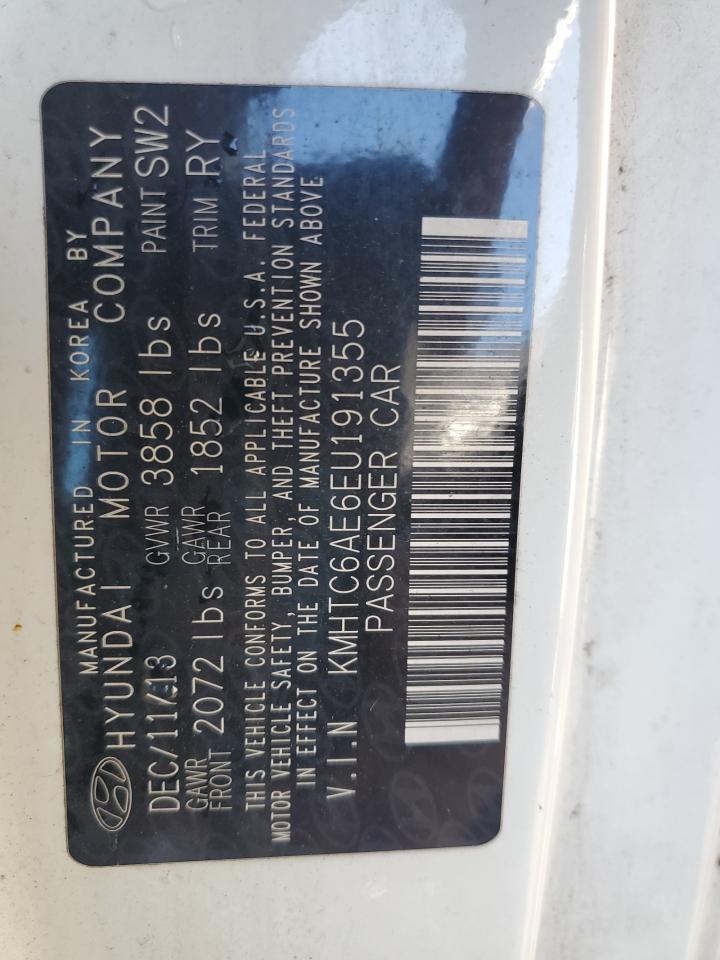 MANUFACTURED IN KOREA BY
HYUNDAI MOTOR COMPANY
DEC/11/13 GVWR 3858 lbs PAINT SW2
GAWR FRONT 2072 lbs GAWR REAR 1852 lbs TRIM RY
THIS VEHICLE CONFORMS TO ALL APPLICABLE U.S.A. FEDERAL
MOTOR VEHICLE SAFETY, BUMPER, AND THEFT PREVENTION STANDARDS
IN EFFECT ON THE DATE OF MANUFACTURE SHOWN ABOVE
V.I.N KMHTC6AE6EU191355
PASSENGER CAR